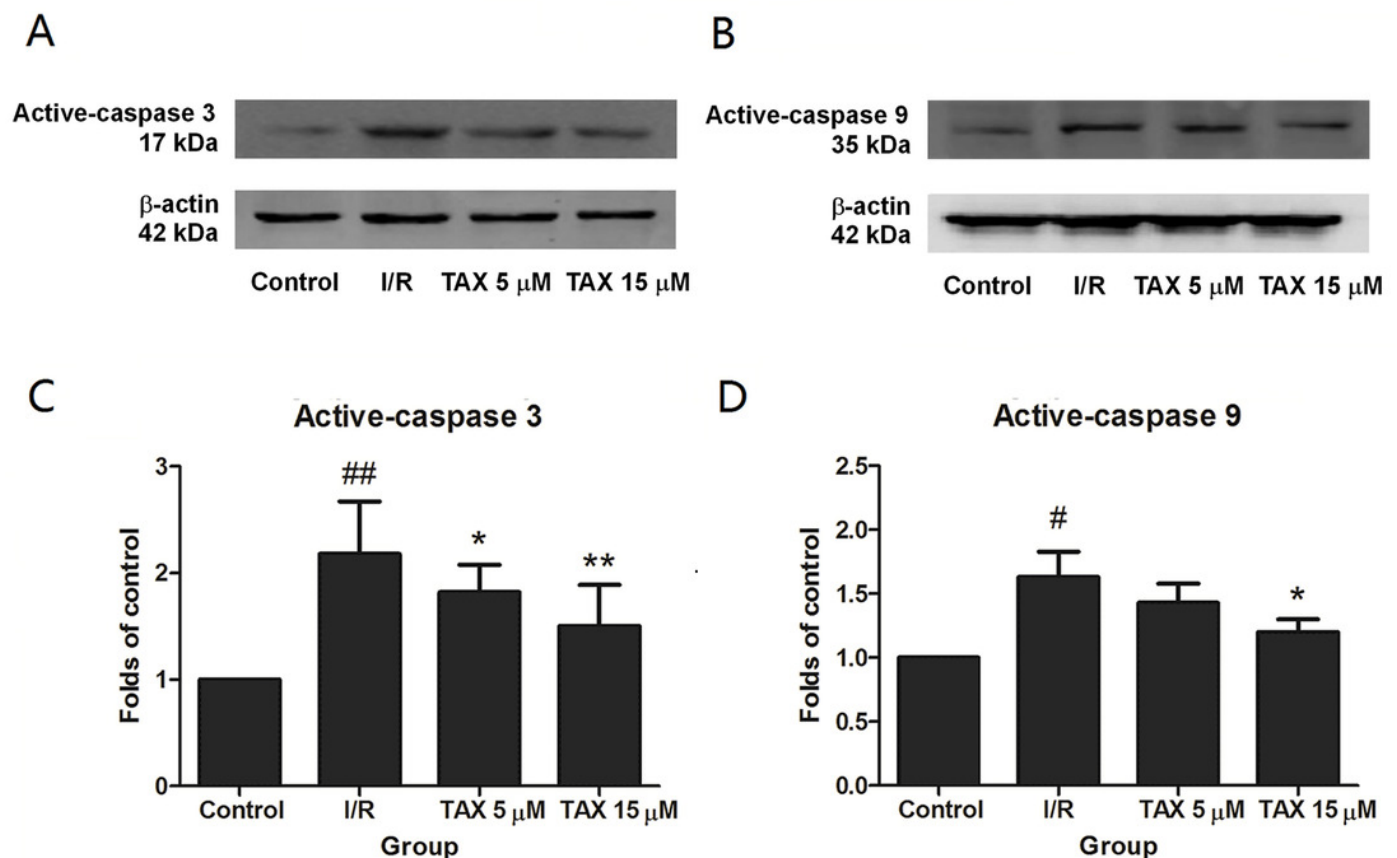 A
Active-caspase 3
17 kDa
β-actin
42 kDa
Control I/R TAX 5 μM TAX 15 μM
B
Active-caspase 9
35 kDa
β-actin
42 kDa
Control I/R TAX 5 μM TAX 15 μM
C
Active-caspase 3
Folds of control
3
2
1
0
##
*
**
Control I/R TAX 5 μM TAX 15 μM
Group
D
Active-caspase 9
Folds of control
2.5
2.0
1.5
1.0
0.5
0.0
#
*
Control I/R TAX 5 μM TAX 15 μM
Group